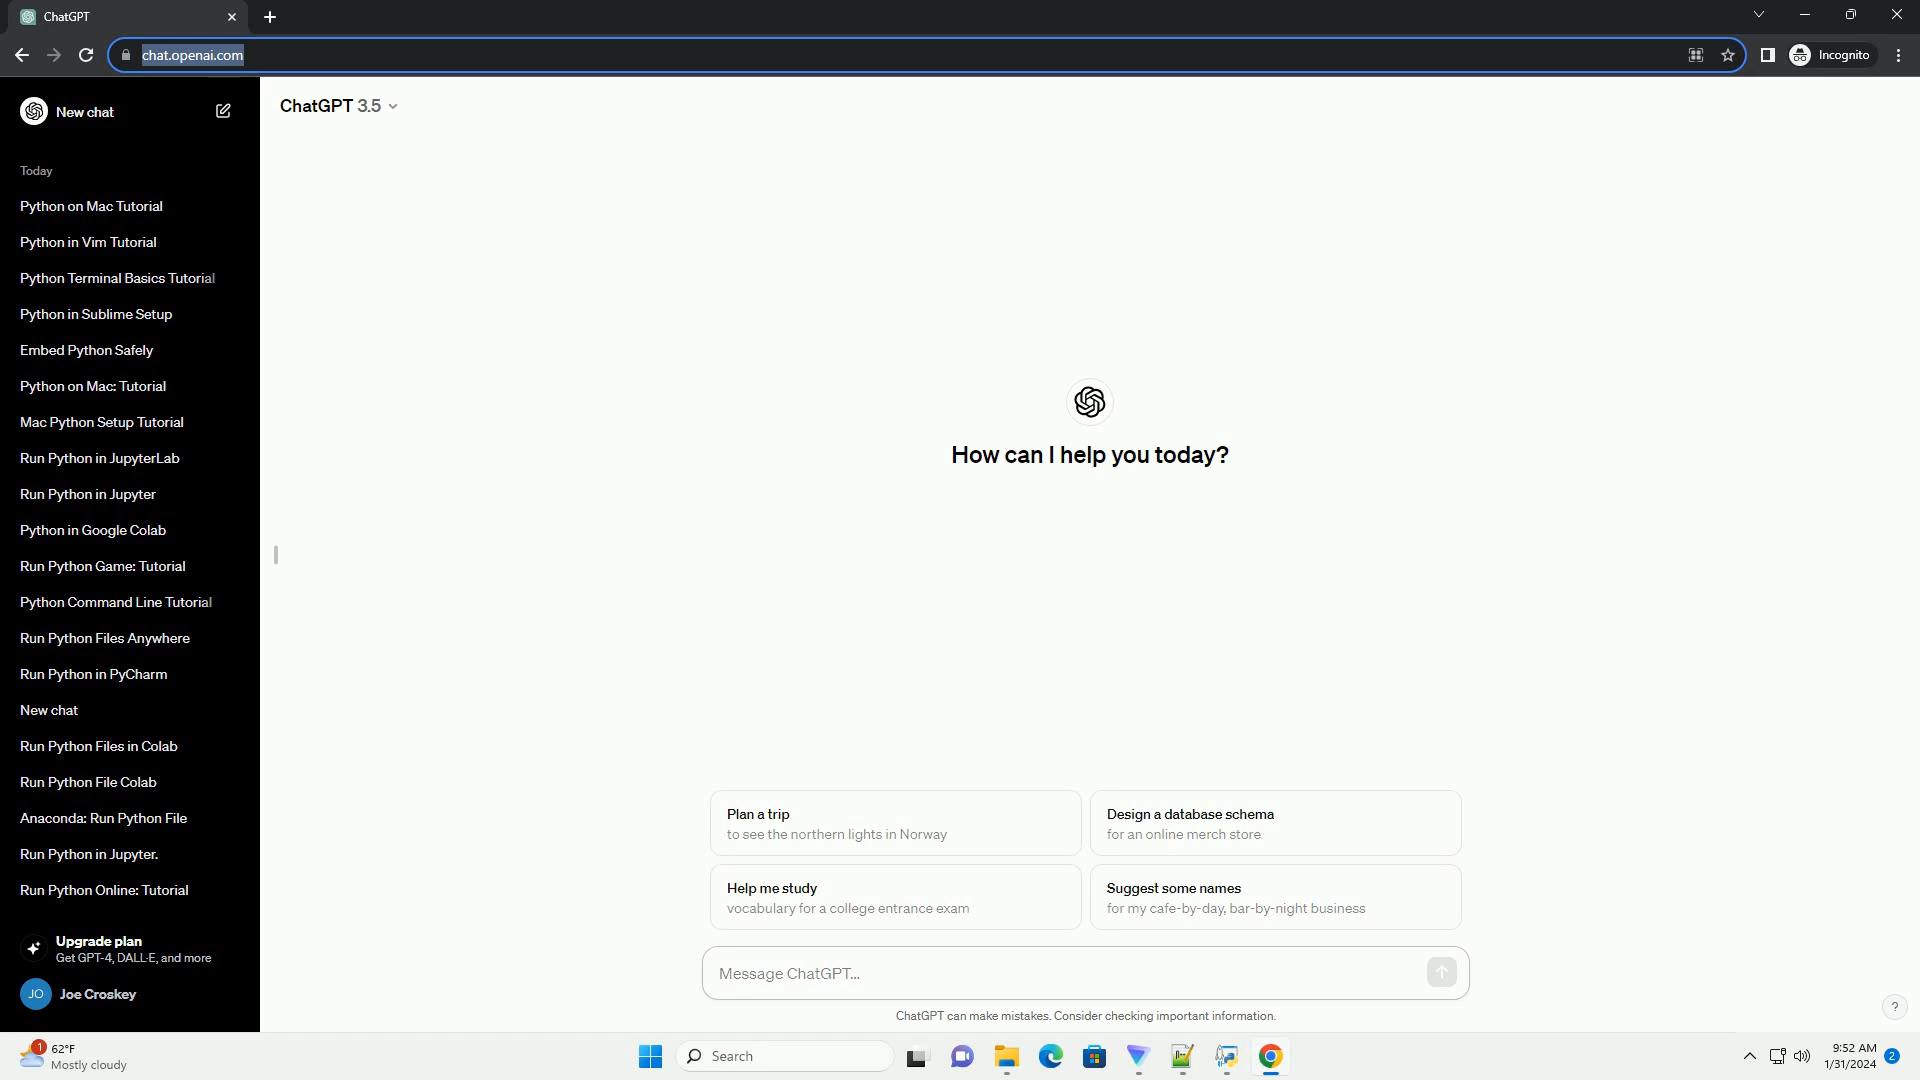 ChatGPT
chat.openai.com
Incognito
New chat
ChatGPT 3.5
Today
Python on Mac Tutorial
Python in Vim Tutorial
Python Terminal Basics Tutorial
Python in Sublime Setup
Embed Python Safely
Python on Mac: Tutorial
Mac Python Setup Tutorial
Run Python in JupyterLab
Run Python in Jupyter
Python in Google Colab
Run Python Game: Tutorial
Python Command Line Tutorial
Run Python Files Anywhere
Run Python in PyCharm
New chat
Run Python Files in Colab
Run Python File Colab
Anaconda: Run Python File
Run Python in Jupyter.
Run Python Online: Tutorial
Upgrade plan
Get GPT-4, DALL·E, and more
JO Joe Croskey
How can I help you today?
Plan a trip
to see the northern lights in Norway
Design a database schema
for an online merch store
Help me study
vocabulary for a college entrance exam
Suggest some names
for my cafe-by-day, bar-by-night business
Message ChatGPT...
ChatGPT can make mistakes. Consider checking important information.
?
1
62°F
Mostly cloudy
Search
9:52 AM
1/31/2024
2